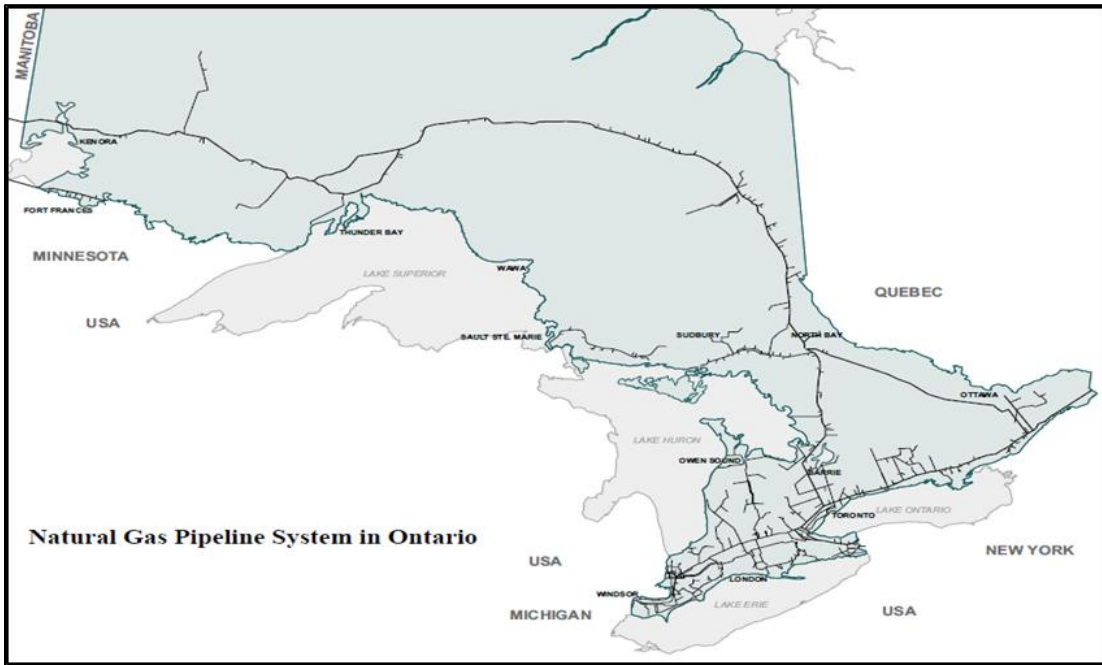 MANITOBA
KENORA
FORT FRANCES
THUNDER BAY
MINNESOTA
LAKE SUPERIOR
WAWA
QUEBEC
USA
SAULT STE. MARIE
SUDBURY
NORTH BAY
OTTAWA
LAKE HURON
OWEN SOUND
BARRIE
LAKE ONTARIO
TORONTO
Natural Gas Pipeline System in Ontario
NEW YORK
USA
LONDON
WINDSOR
LAKE ERIE
MICHIGAN
USA